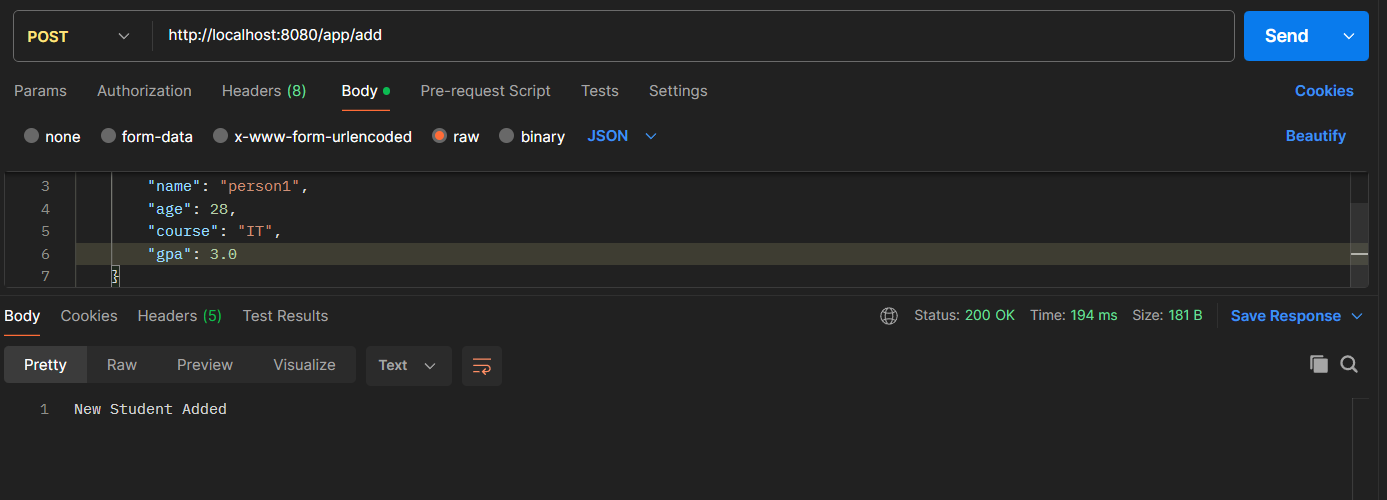 POST http://localhost:8080/app/add Send
Params Authorization Headers (8) Body Pre-request Script Tests Settings Cookies
none form-data x-www-form-urlencoded raw binary JSON Beautify
3 "name": "person1",
4 "age": 28,
5 "course": "IT",
6 "gpa": 3.0
7 }
Body Cookies Headers (5) Test Results Status: 200 OK Time: 194 ms Size: 181 B Save Response
Pretty Raw Preview Visualize Text
1 New Student Added